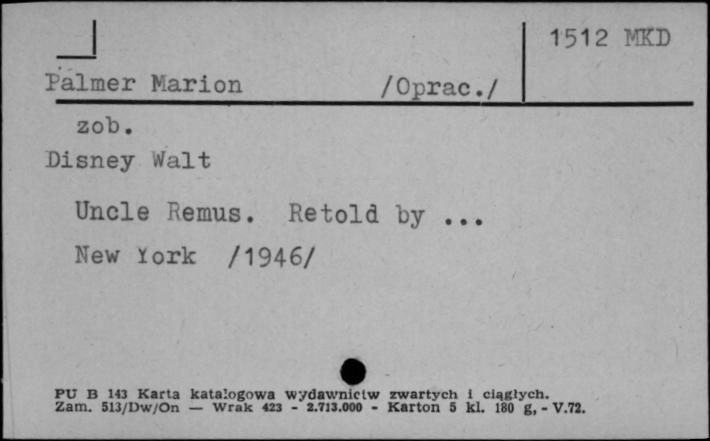 1512 MKD
Palmer Marion /Oprac./
zob.
Disney Walt
Uncle Remus. Retold by ...
New York /1946/
PU B 143 Karta katalogowa wydawnictw zwartych i ciągłych.
Zam. 513/Dw/On — Wrak 423 - 2.713.000 - Karton 5 kl. 180 g, - V.72.